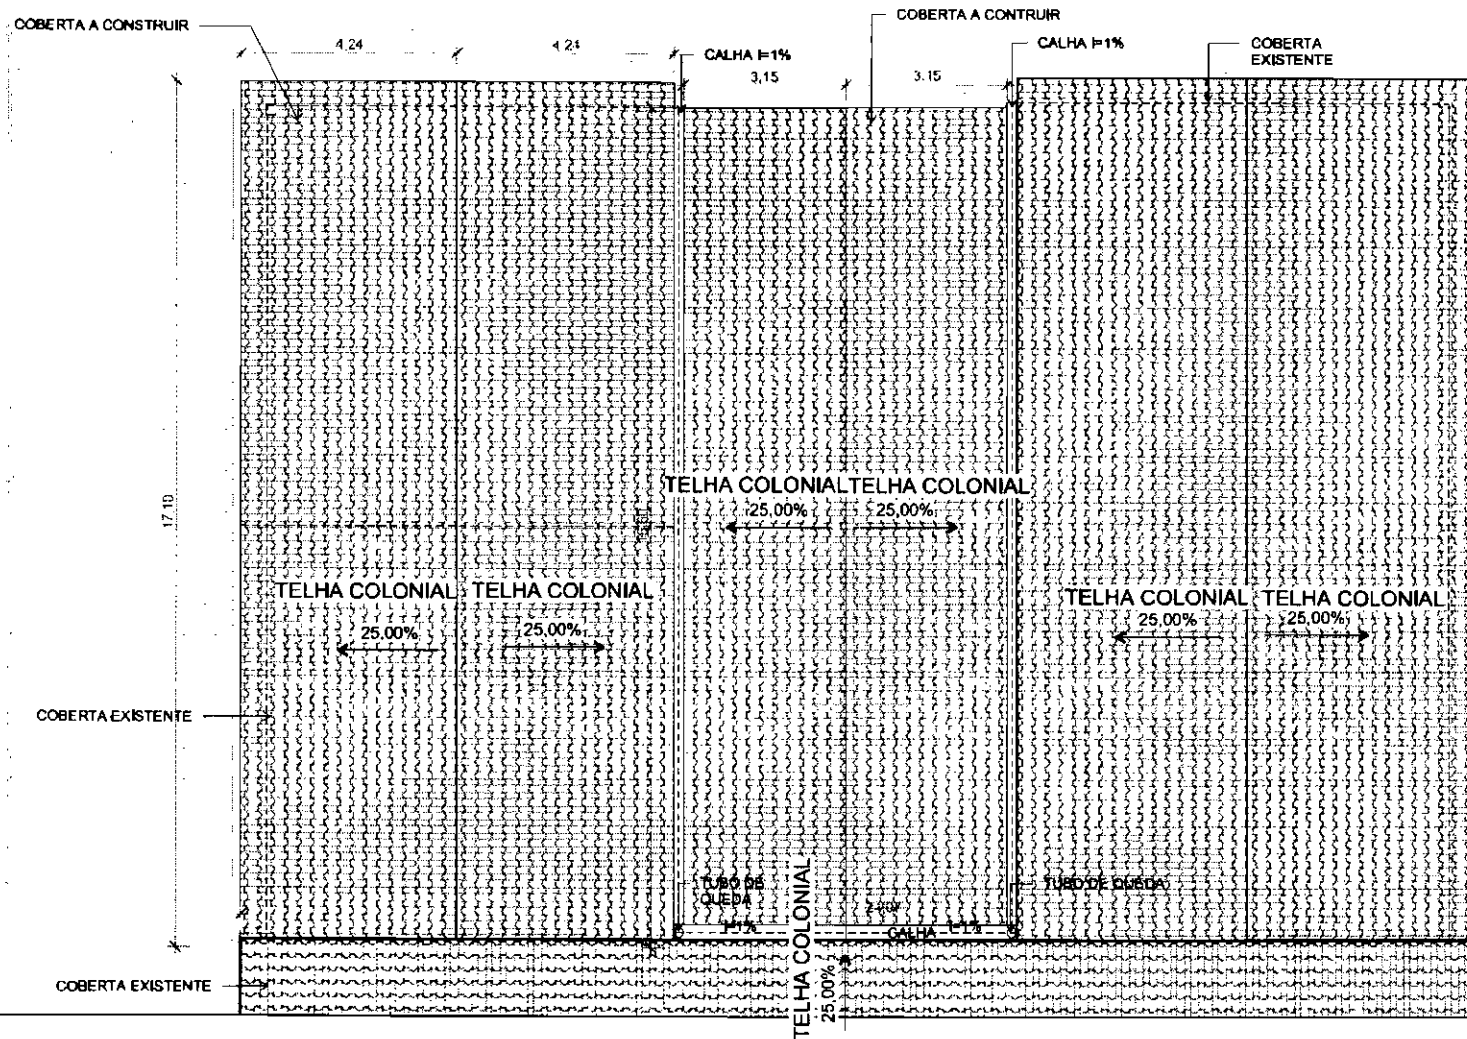 COBERTA A CONSTRUIR
COBERTA A CONTRUIR
4,24
4,24
CALHA I=1%
CALHA I=1%
COBERTA
EXISTENTE
3,15
3,15
17,10
TELHA COLONIAL
TELHA COLONIAL
25,00%
25,00%
TELHA COLONIAL
TELHA COLONIAL
25,00%
25,00%
TELHA COLONIAL
TELHA COLONIAL
25,00%
25,00%
COBERTA EXISTENTE
TUBO DE
QUEDA
TUBO DE QUEDA
I=1%
CALHA
I=1%
COBERTA EXISTENTE
TELHA COLONIAL
25,00%